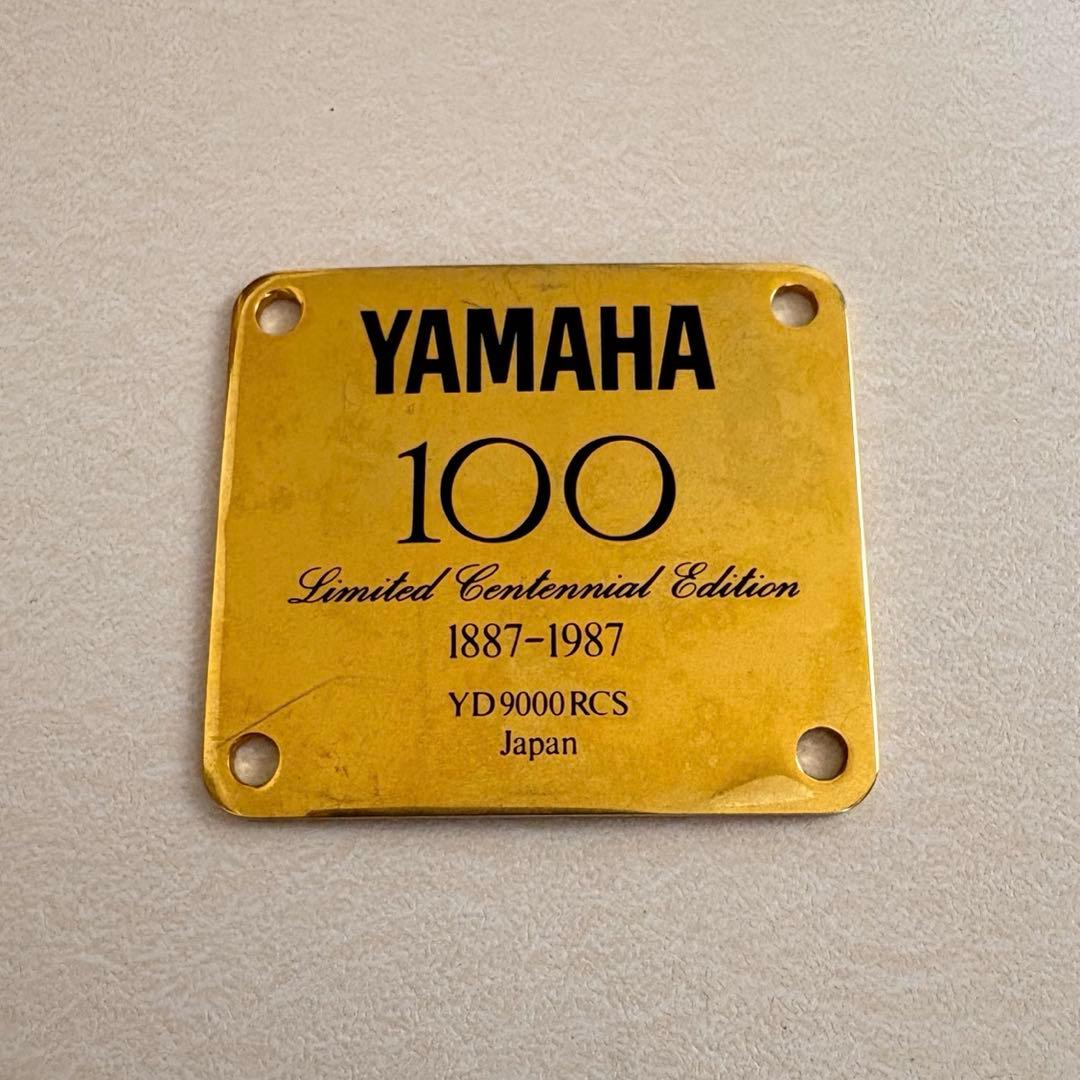 YAMAHA
100
Limited Centennial Edition
1887-1987
YD9000RCS
Japan